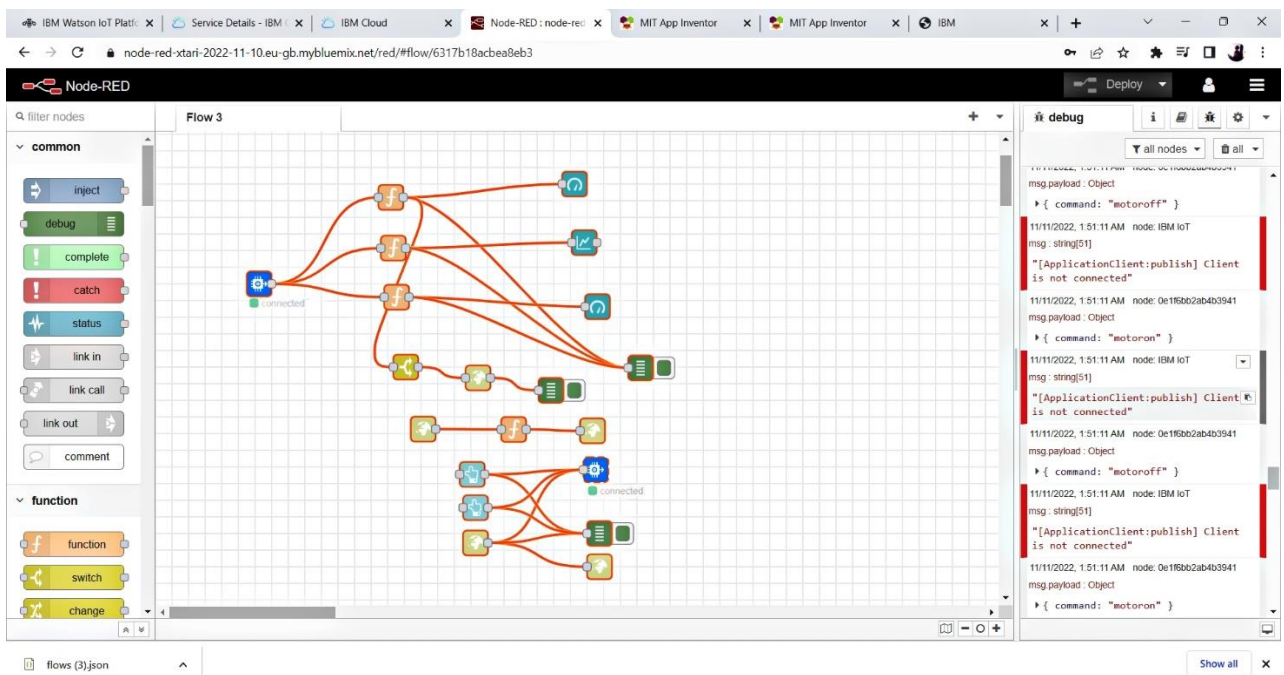 IBM Watson IoT Platfo
Service Details - IBM C
IBM Cloud
Node-RED : node-red
MIT App Inventor
MIT App Inventor
IBM
node-red-xtari-2022-11-10.eu-gb.mybluemix.net/red/#flow/6317b18acbea8eb3
Node-RED
Deploy
filter nodes
Flow 3
debug
i
all nodes
all
common
inject
debug
complete
catch
status
link in
link call
link out
comment
function
function
switch
change
connected
connected
msg.payload : Object
{ command: "motoroff" }
11/11/2022, 1:51:11 AM node: IBM IoT
msg : string[51]
"[ApplicationClient:publish] Client
is not connected"
11/11/2022, 1:51:11 AM node: 0e1f6bb2ab4b3941
msg.payload : Object
{ command: "motoron" }
11/11/2022, 1:51:11 AM node: IBM IoT
msg : string[51]
"[ApplicationClient:publish] Client
is not connected"
11/11/2022, 1:51:11 AM node: 0e1f6bb2ab4b3941
msg.payload : Object
{ command: "motoroff" }
11/11/2022, 1:51:11 AM node: IBM IoT
msg : string[51]
"[ApplicationClient:publish] Client
is not connected"
11/11/2022, 1:51:11 AM node: 0e1f6bb2ab4b3941
msg.payload : Object
{ command: "motoron" }
flows (3).json
Show all